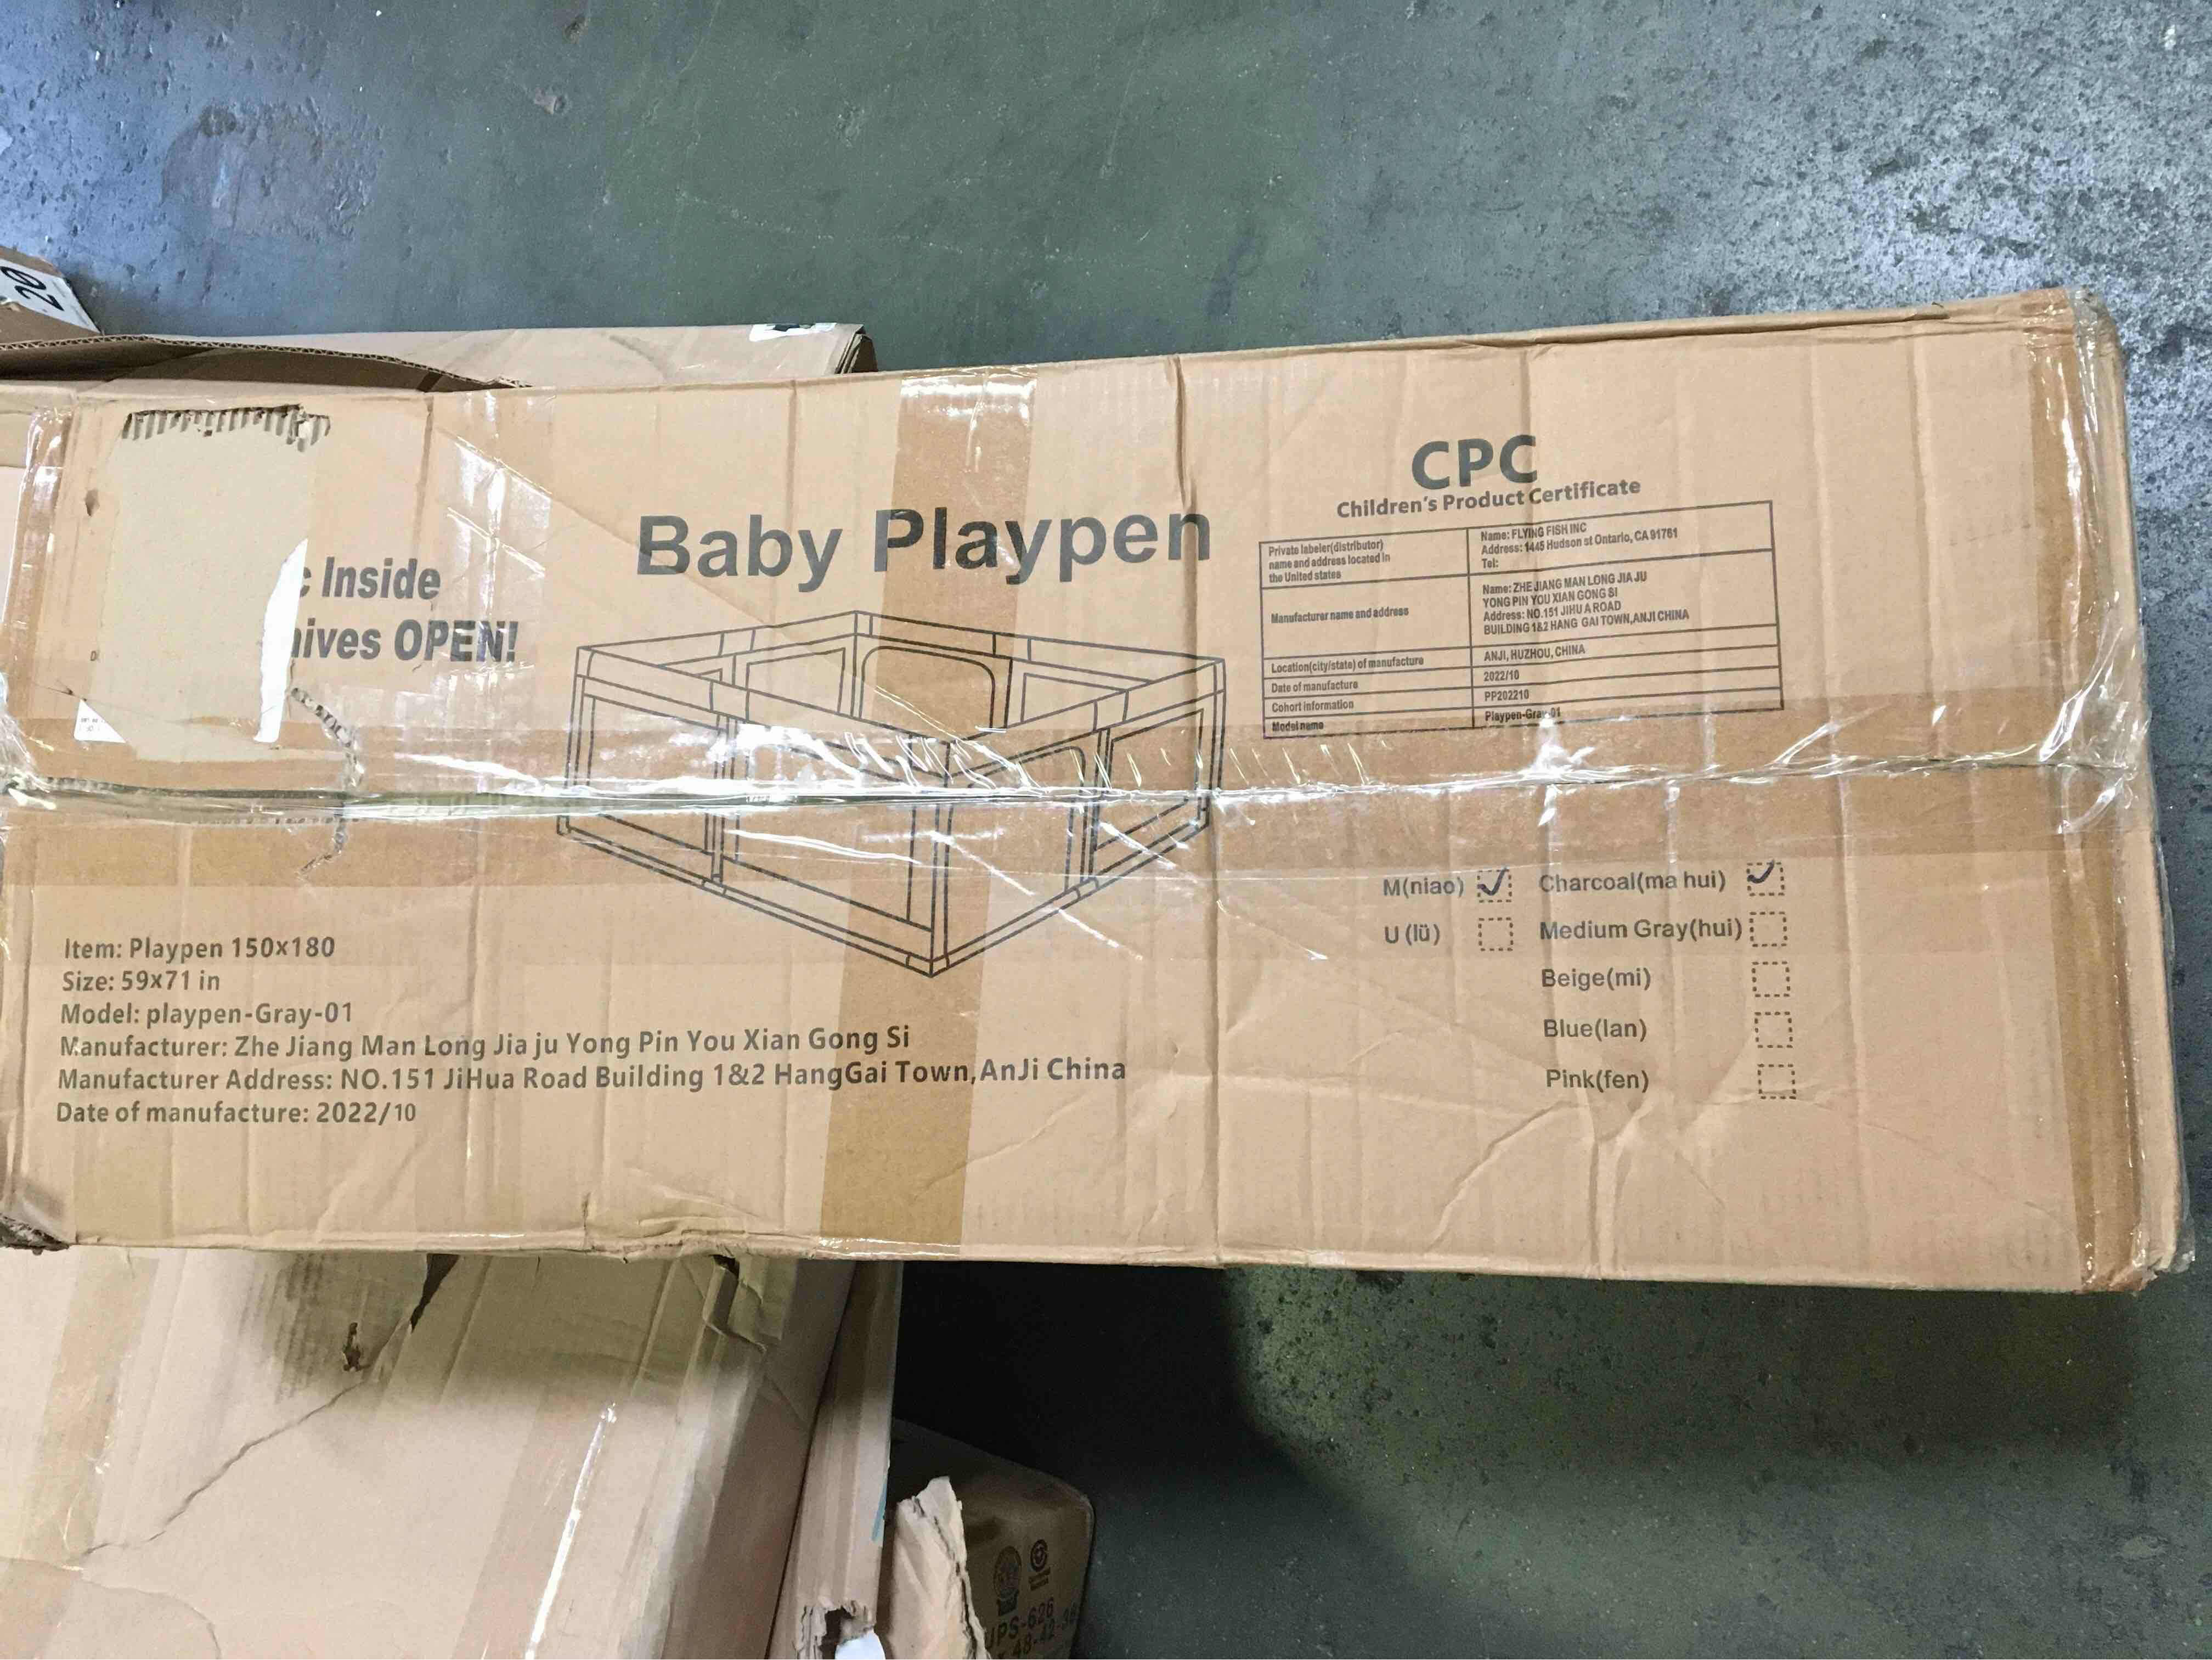 20
Inside
OPEN!
Baby Playpen
CPC
Children's Product Certificate
Private labeler(distributor)
name and address located in
the United states
Name: FLYING FISH INC
Address: 1445 Hudson st Ontario, CA 91761
Tel:
Manufacturer name and address
Name: ZHE JIANG MAN LONG JIA JU
YONG PIN YOU XIAN GONG SI
Address: NO.151 JIHU A ROAD
BUILDING 1&2 HANG GAI TOWN,ANJI CHINA
Location(city/state) of manufacture
ANJI, HUZHOU, CHINA
Date of manufacture
2022/10
Cohort information
PP202210
Model name
Playpen-Gray-01
M(niao)
Charcoal(ma hui)
U (lü)
Medium Gray(hui)
Beige(mi)
Blue(lan)
Pink(fen)
Item: Playpen 150x180
Size: 59x71 in
Model: playpen-Gray-01
Manufacturer: Zhe Jiang Man Long Jia ju Yong Pin You Xian Gong Si
Manufacturer Address: NO.151 JiHua Road Building 1&2 HangGai Town,AnJi China
Date of manufacture: 2022/10